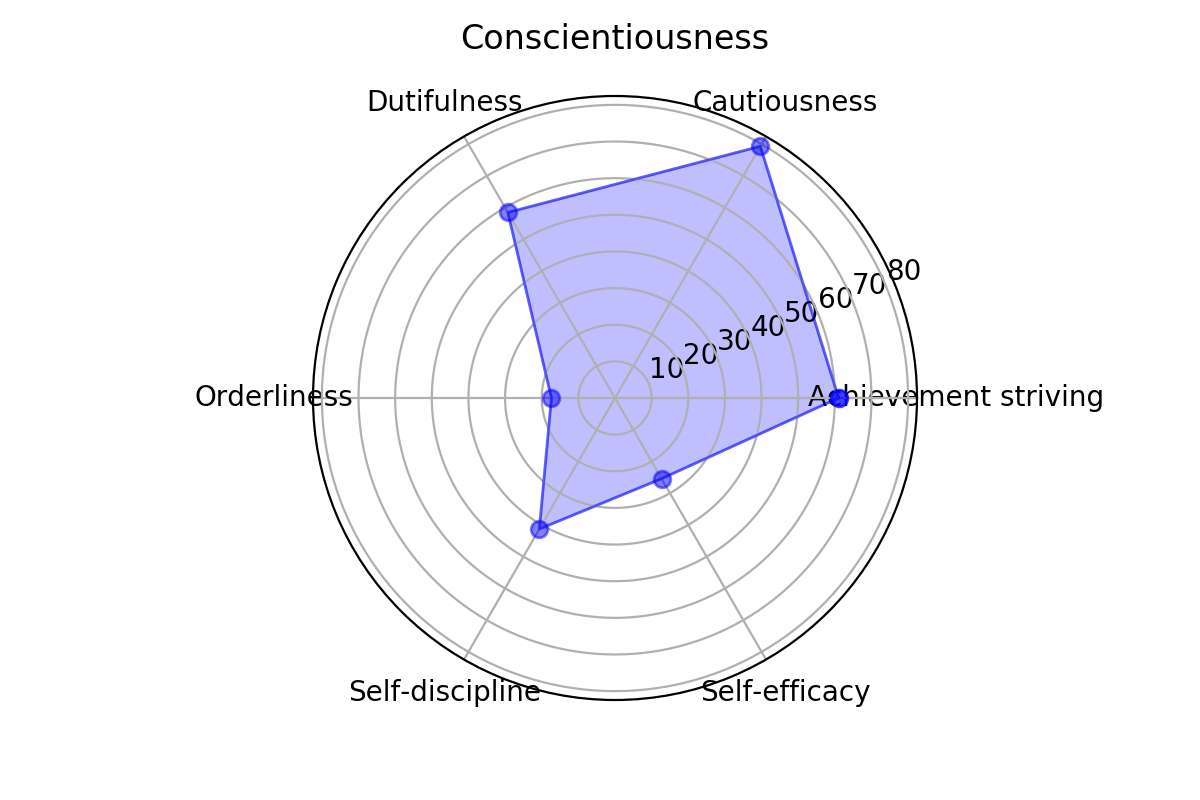 Conscientiousness
Dutifulness
Cautiousness
80
70
60
50
40
30
20
10
Orderliness
Achievement striving
Self-discipline
Self-efficacy